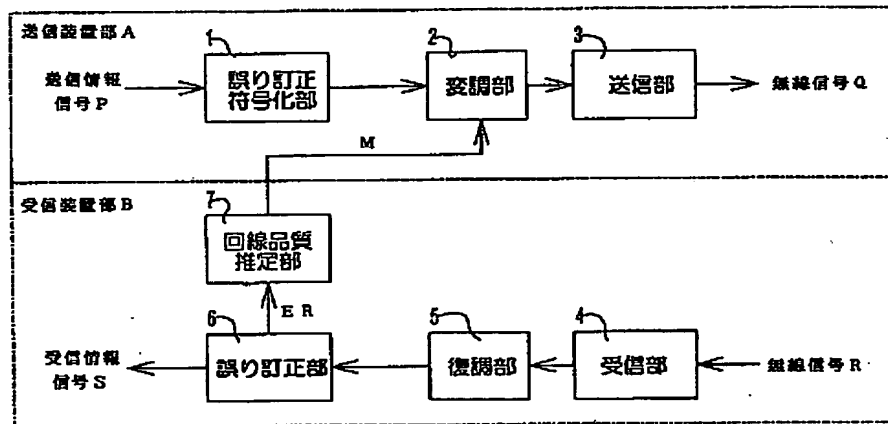 送信装置部A
送信情報
信号P
1
誤り訂正
符号化部
2
変調部
3
送信部
無線信号Q
M
受信装置部B
7
回線品質
推定部
ER
受信情報
信号S
6
誤り訂正部
5
復調部
4
受信部
無線信号R